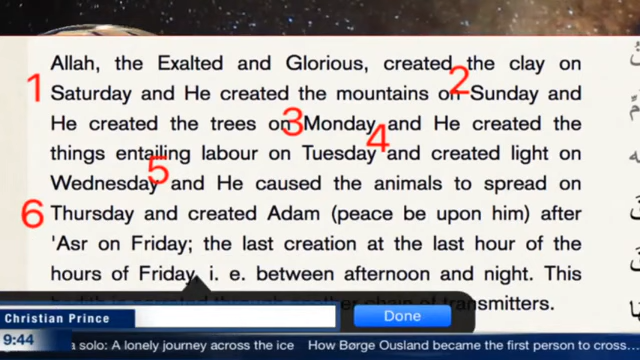 Allah, the Exalted and Glorious, created the clay on
1 Saturday and He created the mountains on 2 Sunday and
He created the trees on 3 Monday and He created the
things entailing labour on Tuesday 4 and created light on
Wednesday 5 and He caused the animals to spread on
6 Thursday and created Adam (peace be upon him) after
'Asr on Friday; the last creation at the last hour of the
hours of Friday, i. e. between afternoon and night. This
transmitters.
Christian Prince
Done
9:44
a solo: A lonely journey across the ice How Børge Ousland became the first person to cross...